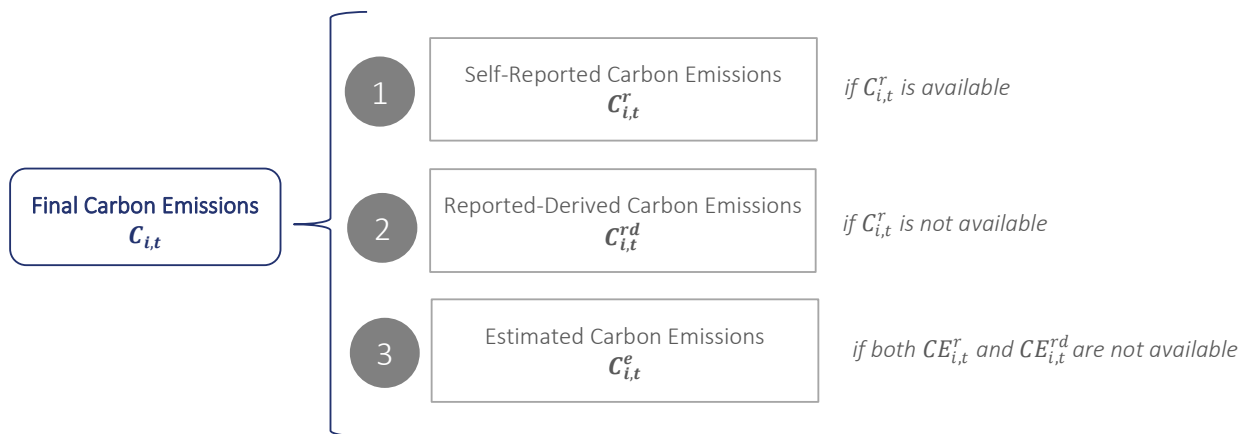 1
Self-Reported Carbon Emissions
C^r_{i,t}
if C^r_{i,t} is available
Final Carbon Emissions
C_{i,t}
2
Reported-Derived Carbon Emissions
C^{rd}_{i,t}
if C^r_{i,t} is not available
3
Estimated Carbon Emissions
C^e_{i,t}
if both CE^r_{i,t} and CE^{rd}_{i,t} are not available